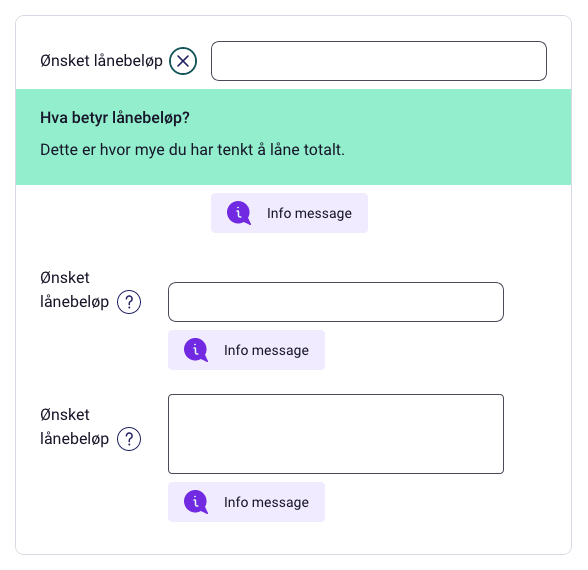 Ønsket lånebeløp
Hva betyr lånebeløp?
Dette er hvor mye du har tenkt å låne totalt.
i Info message
Ønsket
lånebeløp ?
i Info message
Ønsket
lånebeløp ?
i Info message